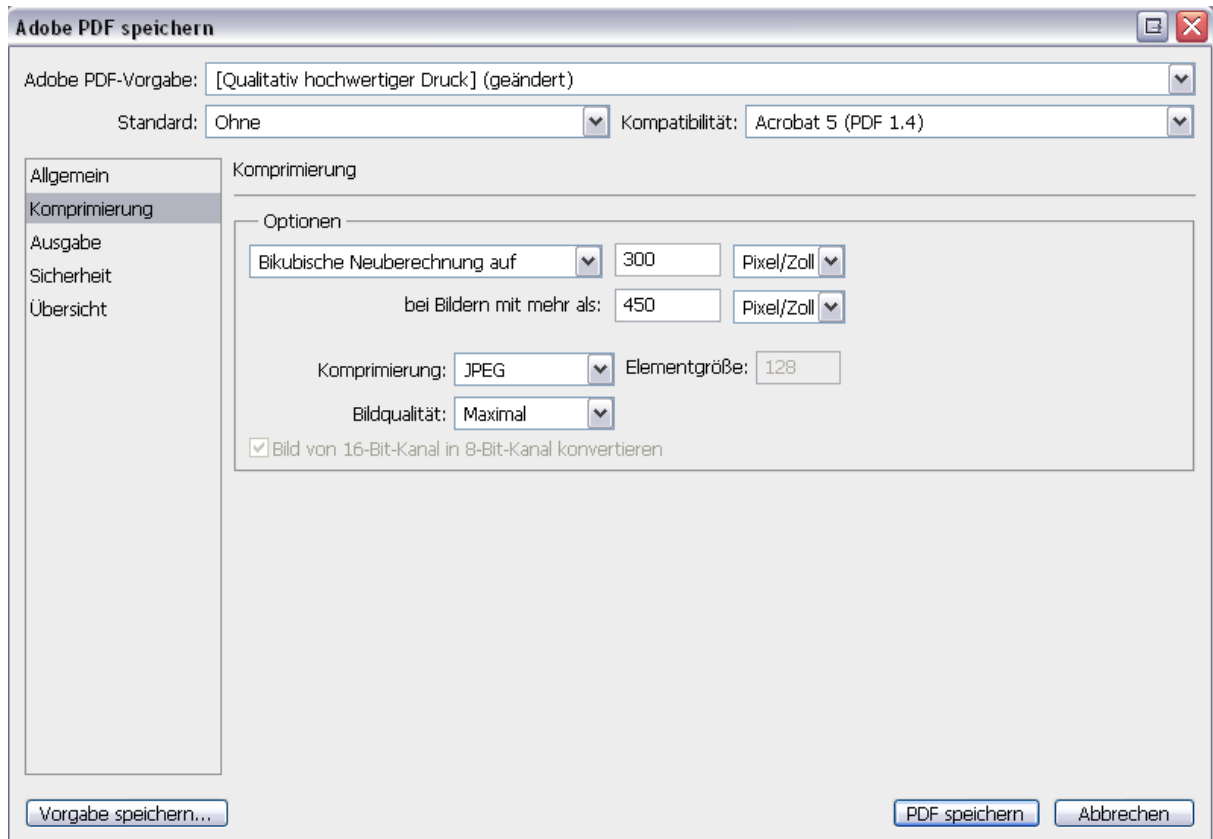 Adobe PDF speichern
Adobe PDF-Vorgabe: [Qualitativ hochwertiger Druck] (geändert)
Standard: Ohne Kompatibilität: Acrobat 5 (PDF 1.4)
Allgemein
Komprimierung
Ausgabe
Sicherheit
Übersicht
Komprimierung
Optionen
Bikubische Neuberechnung auf 300 Pixel/Zoll
bei Bildern mit mehr als: 450 Pixel/Zoll
Komprimierung: JPEG Elementgröße: 128
Bildqualität: Maximal
Bild von 16-Bit-Kanal in 8-Bit-Kanal konvertieren
Vorgabe speichern... PDF speichern Abbrechen